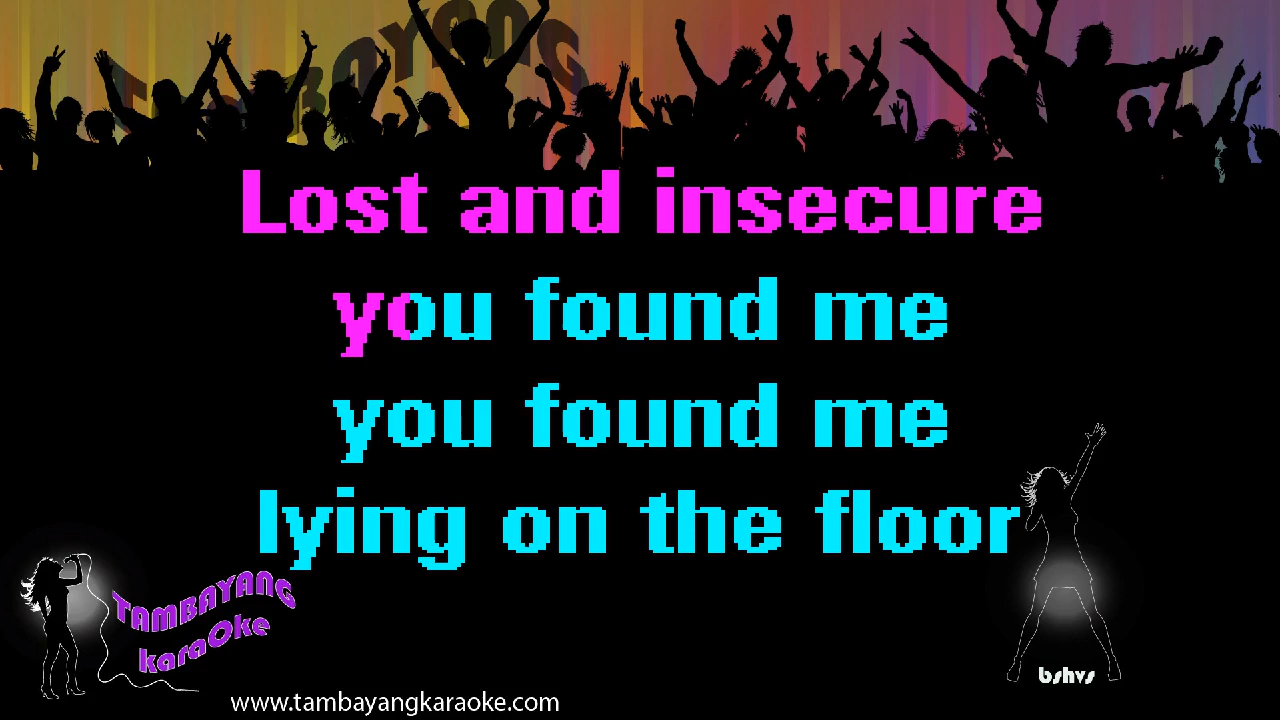 TAMBAYANG
Lost and insecure
you found me
you found me
lying on the floor
TAMBAYANG
karaOke
bshvs
www.tambayangkaraoke.com